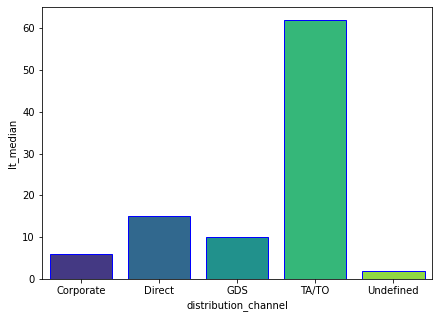 60
50
40
30
20
10
0
lt_median
Corporate Direct GDS TA/TO Undefined
distribution_channel